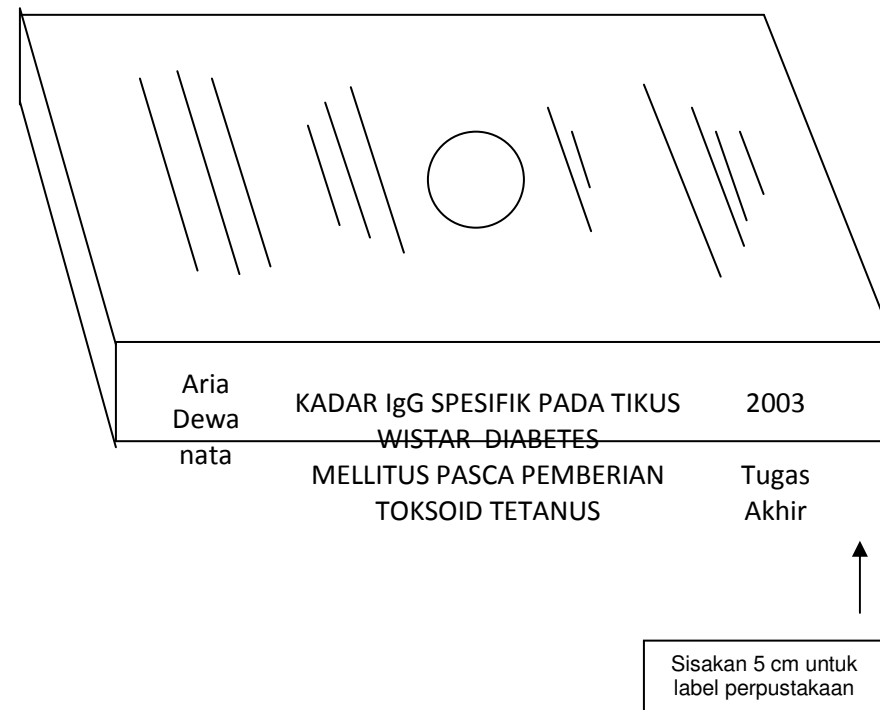 Aria
Dewa
nata
KADAR IgG SPESIFIK PADA TIKUS
WISTAR DIABETES
MELLITUS PASCA PEMBERIAN
TOKSOID TETANUS
2003
Tugas
Akhir
Sisakan 5 cm untuk
label perpustakaan